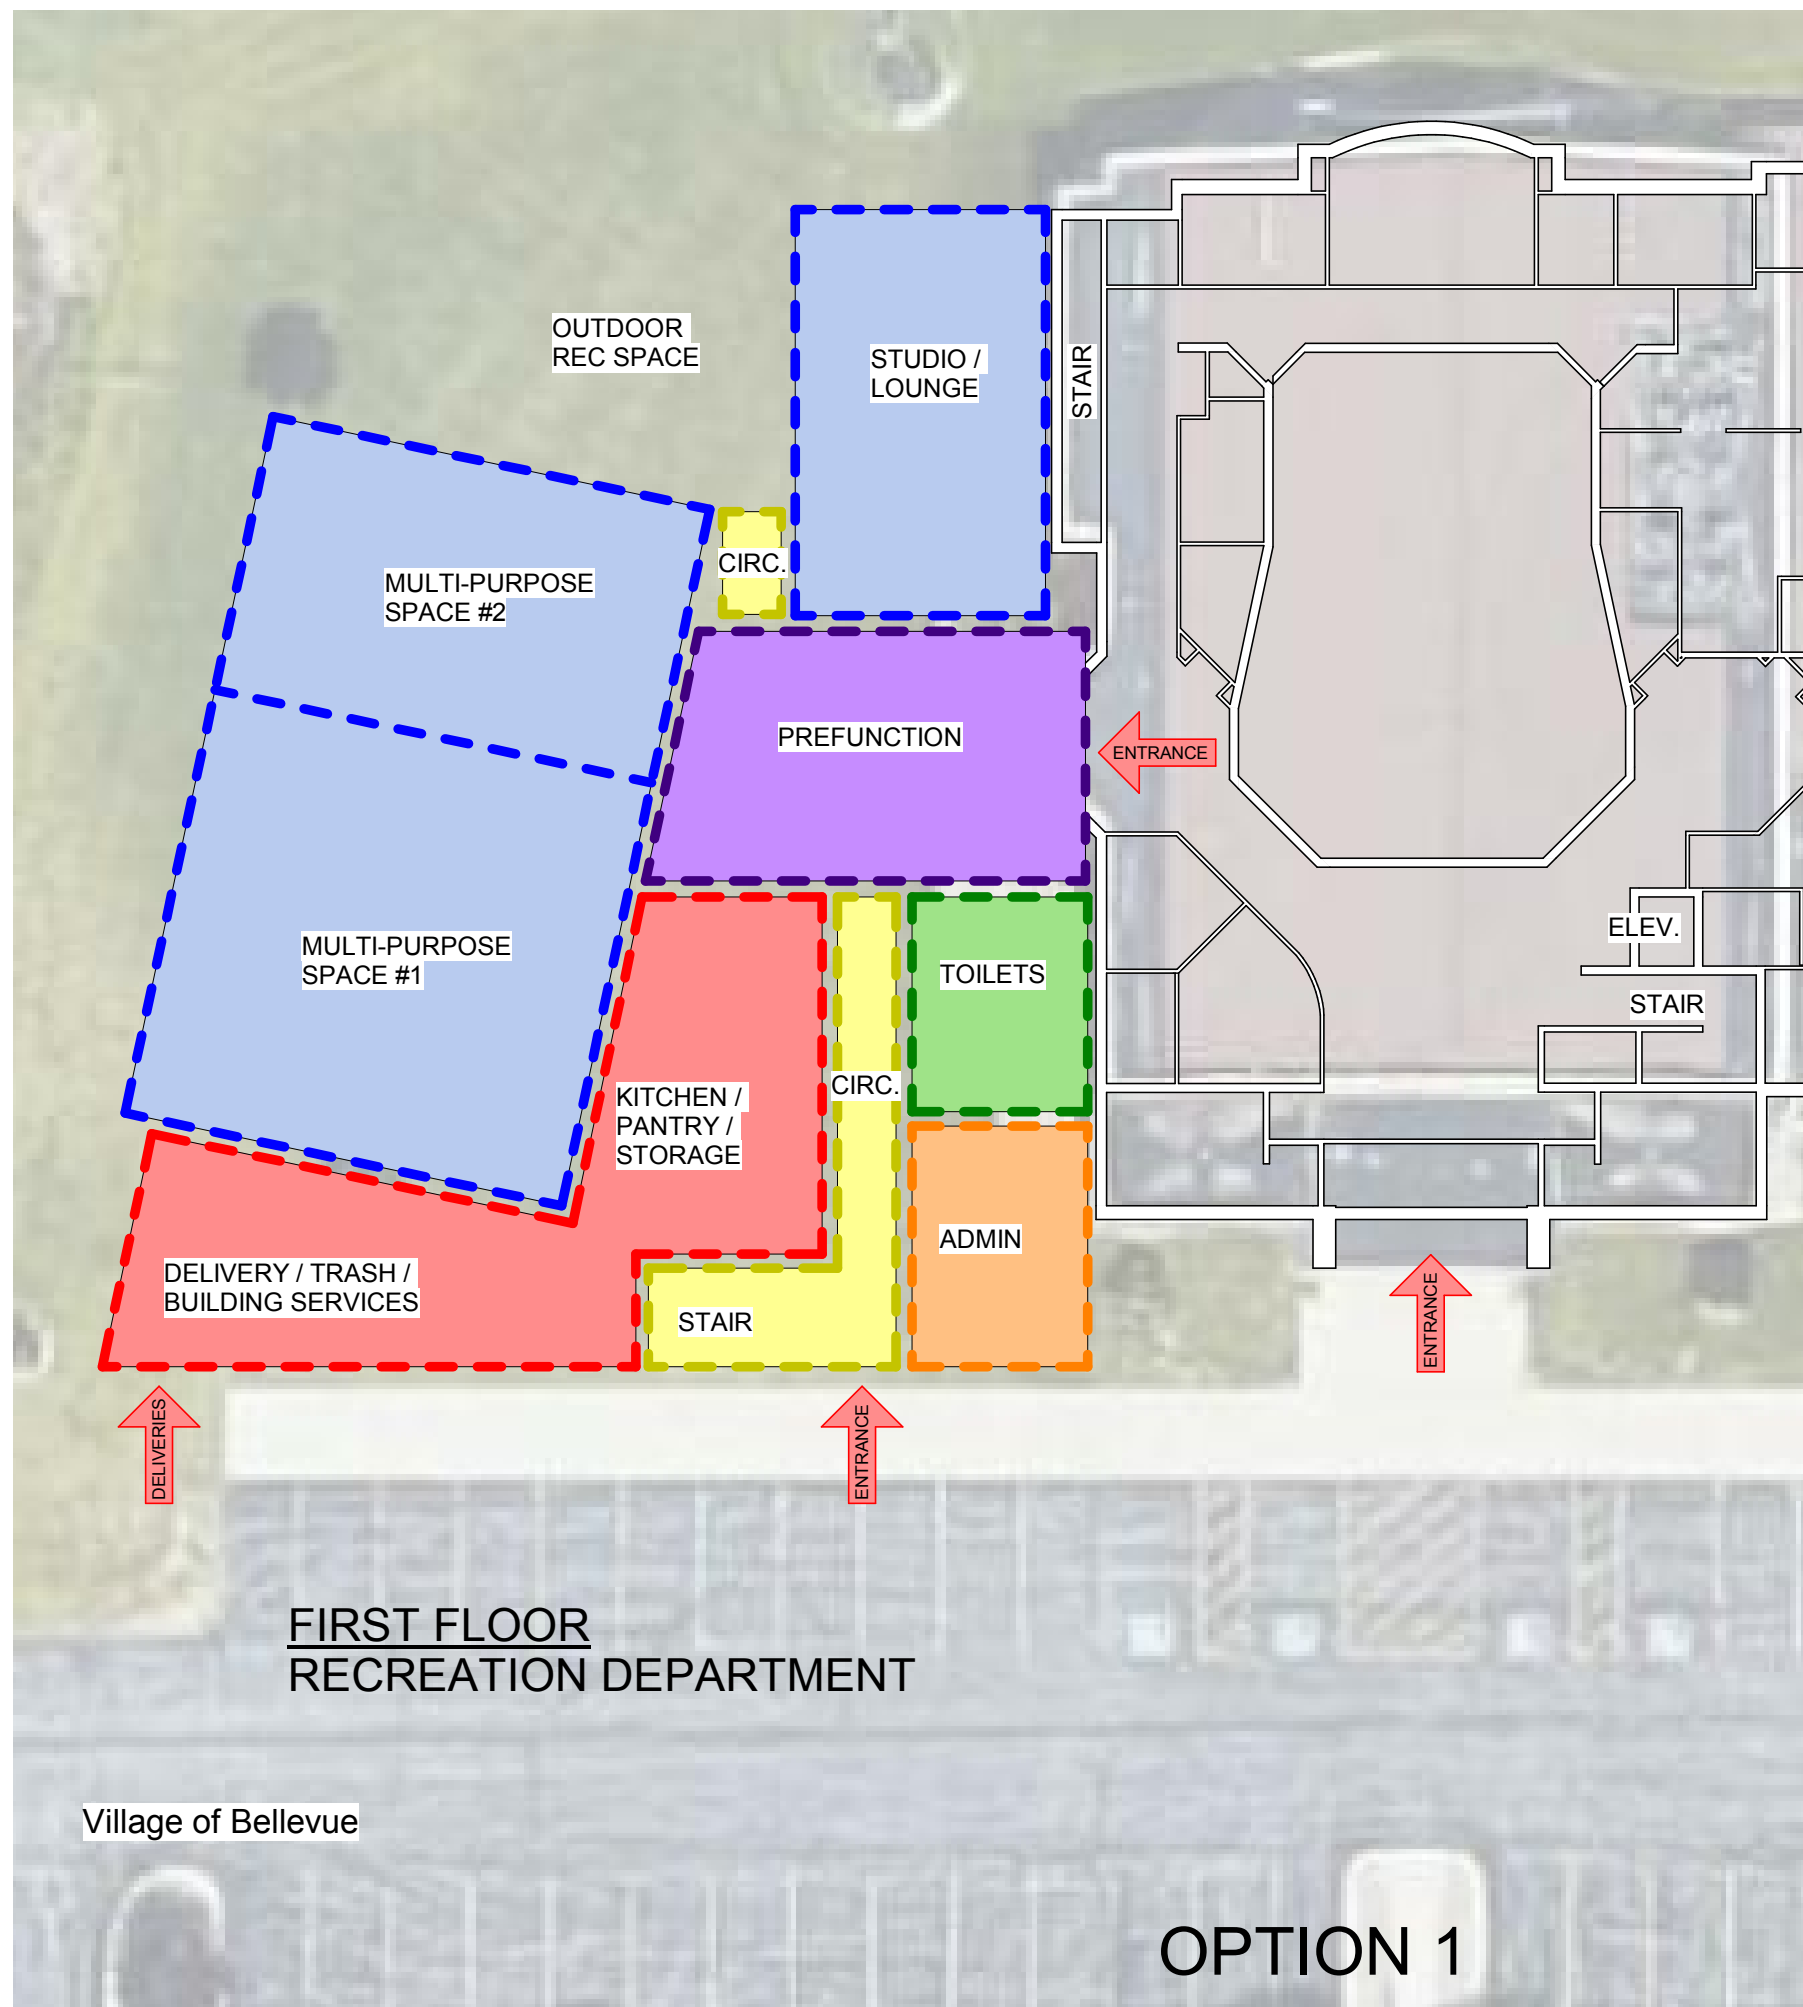 OUTDOOR
REC SPACE
STUDIO /
LOUNGE
STAIR
CIRC.
MULTI-PURPOSE
SPACE #2
PREFUNCTION
ENTRANCE
MULTI-PURPOSE
SPACE #1
TOILETS
ELEV.
STAIR
KITCHEN /
PANTRY /
STORAGE
CIRC.
ADMIN
DELIVERY / TRASH /
BUILDING SERVICES
STAIR
ENTRANCE
DELIVERIES
ENTRANCE
FIRST FLOOR
RECREATION DEPARTMENT
Village of Bellevue
OPTION 1